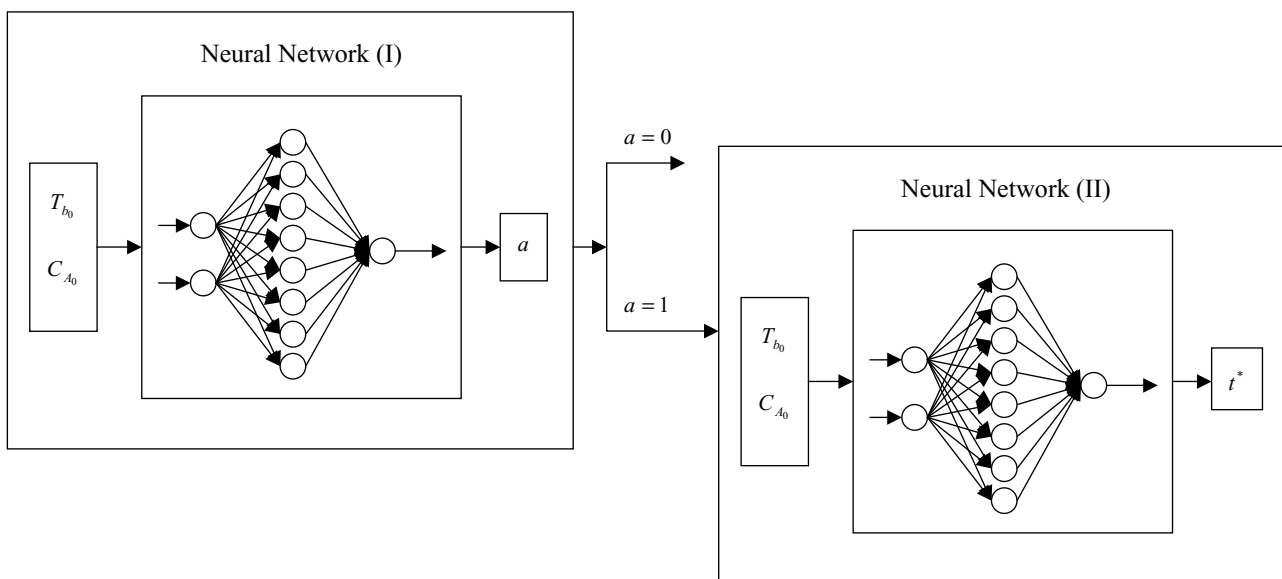 Neural Network (I)
T_{b_0}
C_{A_0}
a
a = 0
a = 1
Neural Network (II)
T_{b_0}
C_{A_0}
t^*